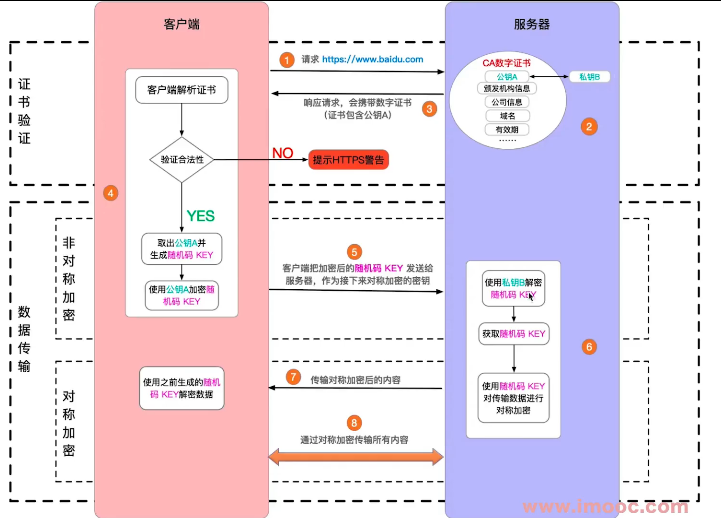 客户端
服务器
证书验证
1 请求 https://www.baidu.com
CA数字证书
公钥A
私钥B
颁发机构信息
公司信息
域名
有效期
……
2
响应请求，会携带数字证书
（证书包含公钥A）
3
客户端解析证书
验证合法性
NO
提示HTTPS警告
4
YES
取出公钥A并
生成随机码 KEY
使用公钥A加密随
机码 KEY
数据传输
非对称加密
5
客户端把加密后的随机码 KEY 发送给
服务器，作为接下来对称加密的密钥
使用私钥B解密
随机码 KEY
获取随机码 KEY
6
使用随机码 KEY
对传输数据进行
对称加密
对称加密
使用之前生成的随机
码 KEY解密数据
7 传输对称加密后的内容
8
通过对称加密传输所有内容
www.imooc.com